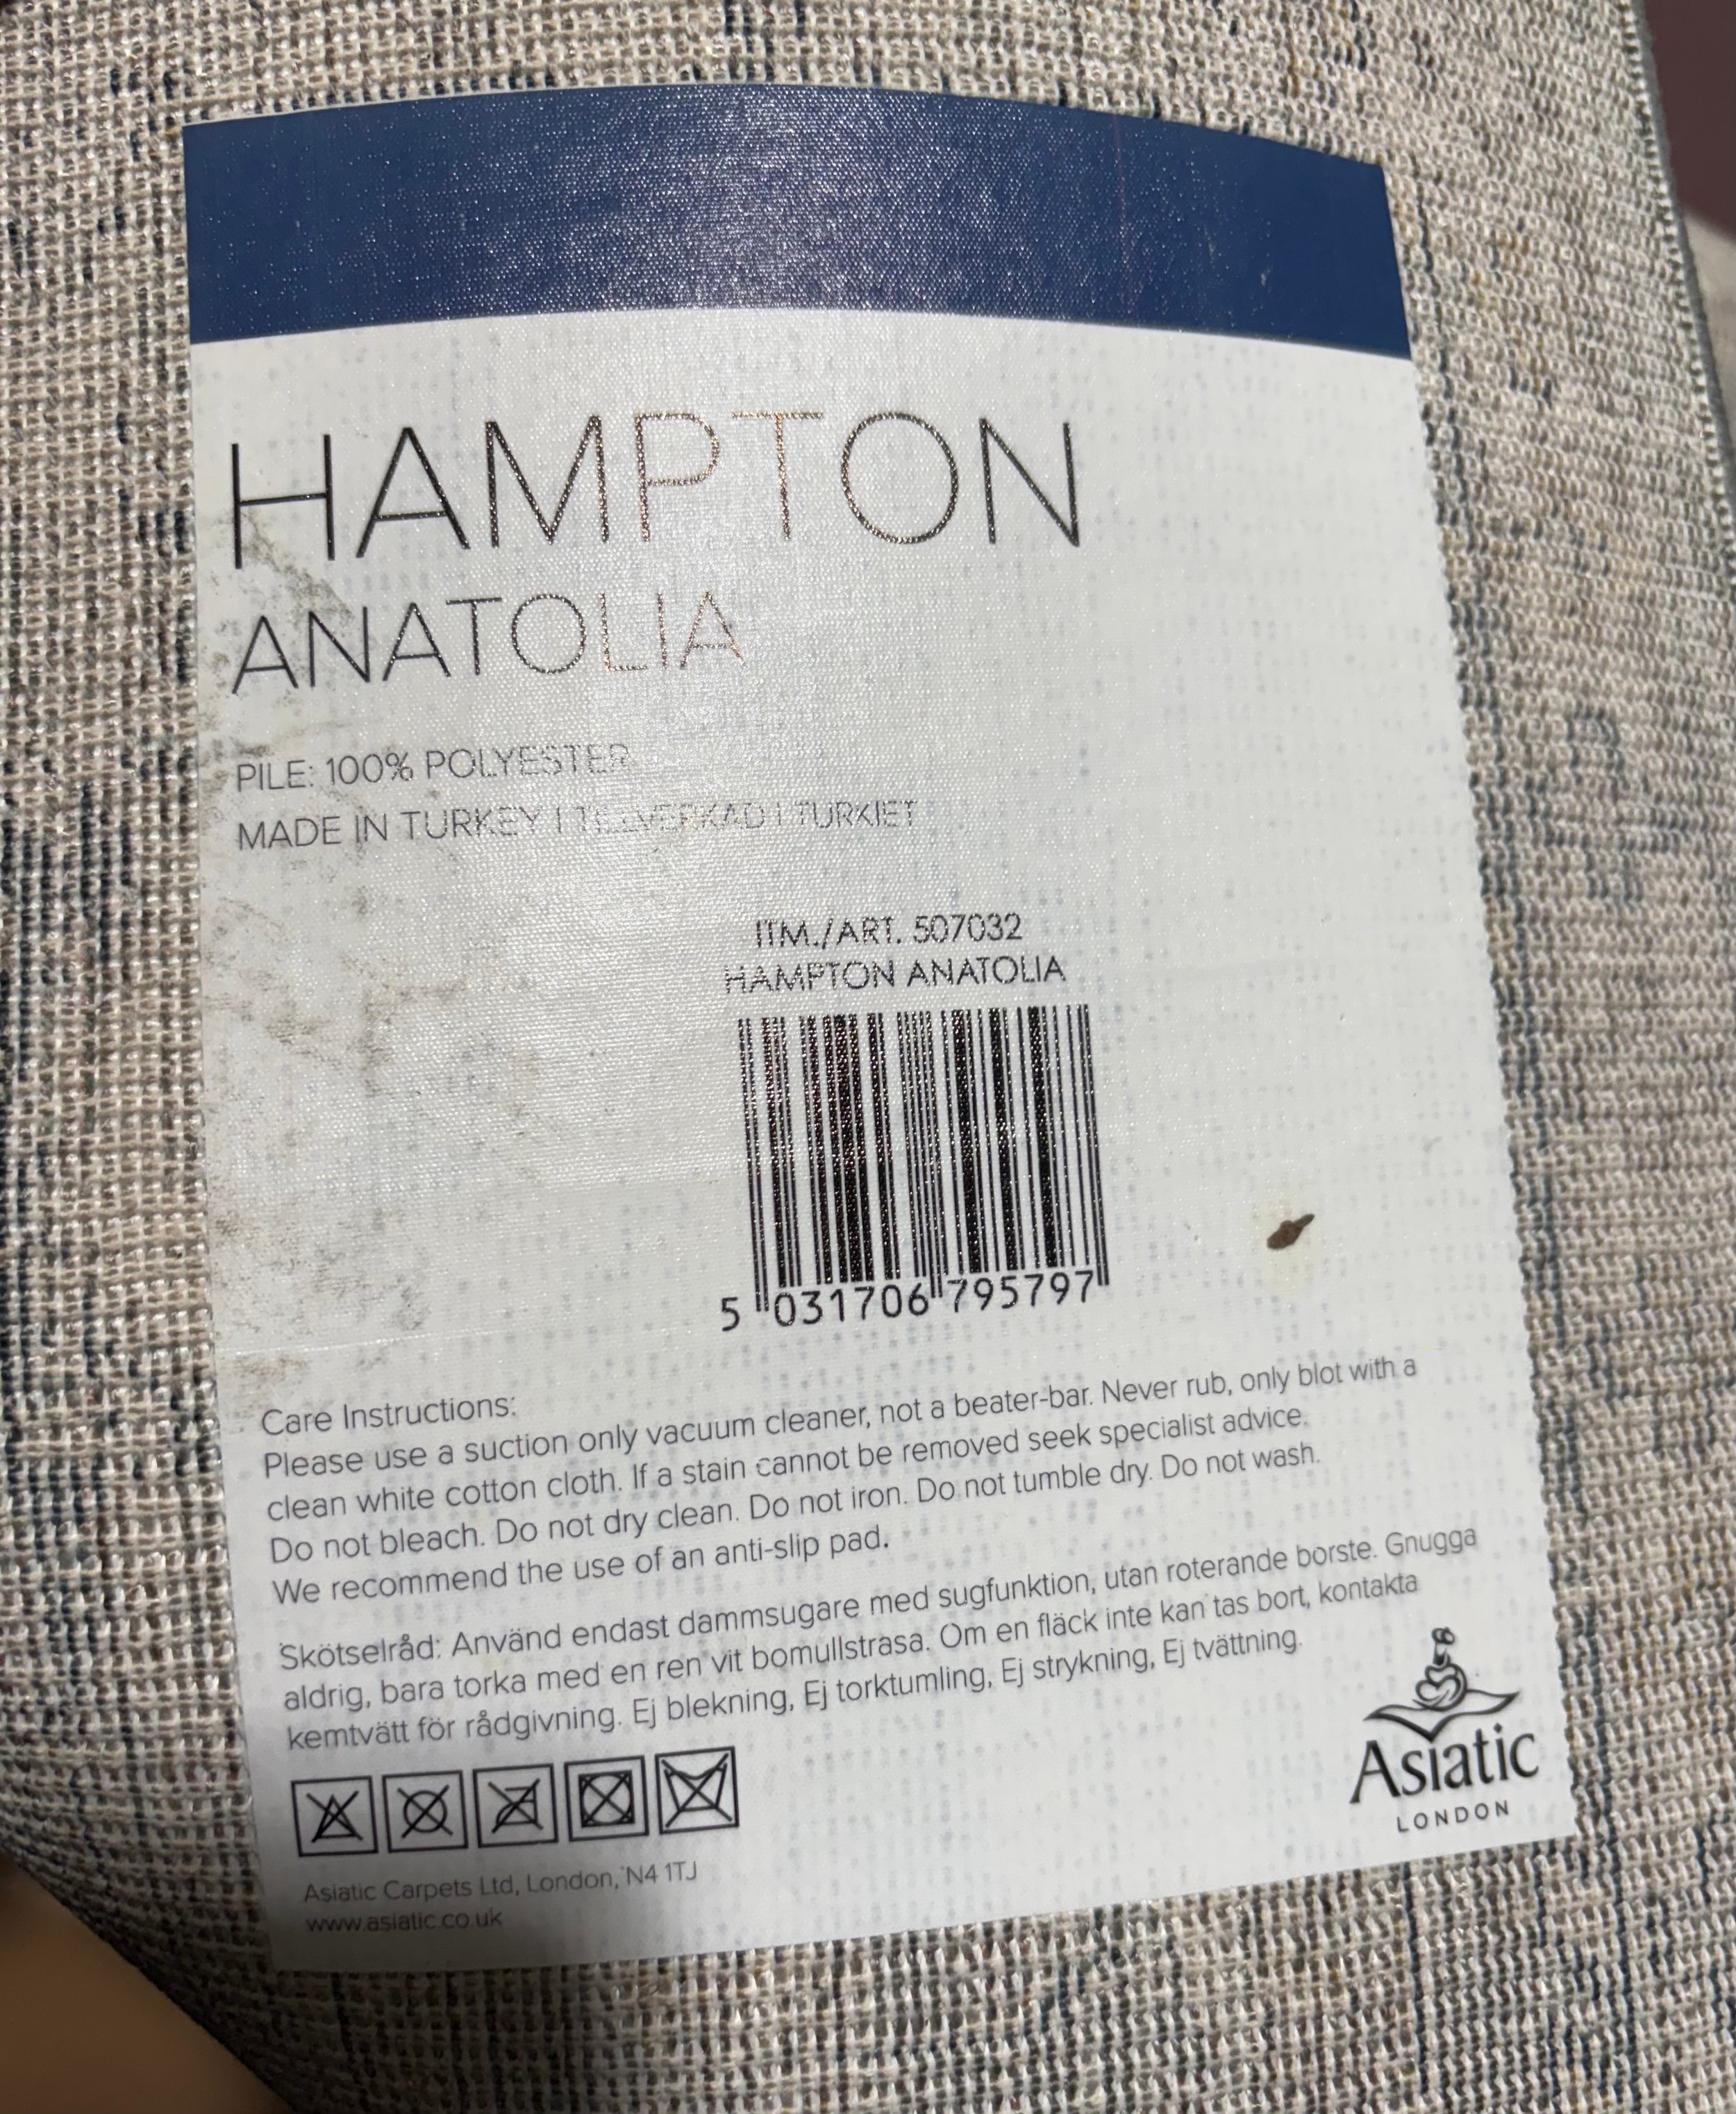 HAMPTON
ANATOLIA
PILE: 100% POLYESTER
MADE IN TURKEY I TILLVERKAD I TURKIET
ITM./ART. 507032
HAMPTON ANATOLIA
5 031706 795797
Care Instructions:
Please use a suction only vacuum cleaner, not a beater-bar. Never rub, only blot with a
clean white cotton cloth. If a stain cannot be removed seek specialist advice.
Do not bleach. Do not dry clean. Do not iron. Do not tumble dry. Do not wash.
We recommend the use of an anti-slip pad.
Skötselråd: Använd endast dammsugare med sugfunktion, utan roterande borste. Gnugga
aldrig, bara torka med en ren vit bomullstrasa. Om en fläck inte kan tas bort, kontakta
kemtvätt för rådgivning. Ej blekning, Ej torktumling, Ej strykning, Ej tvättning.
Asiatic
LONDON
Asiatic Carpets Ltd, London, N4 1TJ
www.asiatic.co.uk